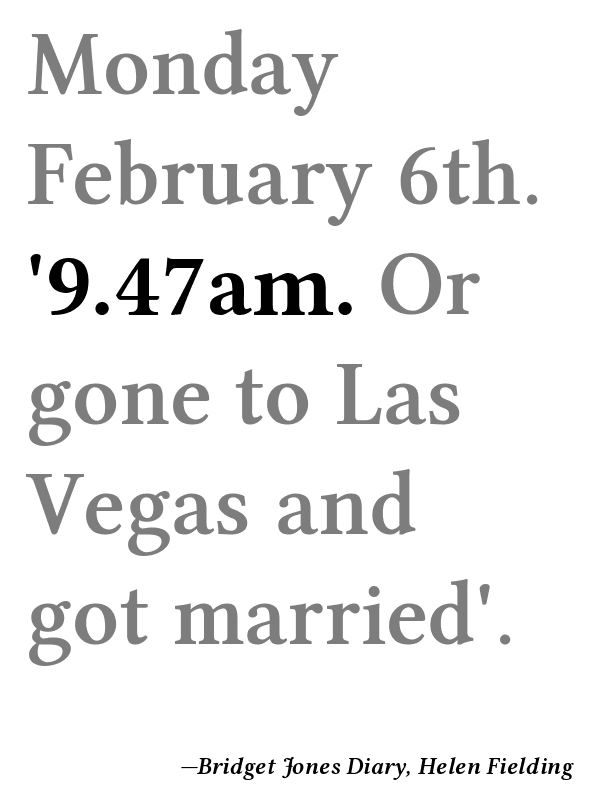 Monday
February 6th.
'9.47am. Or
gone to Las
Vegas and
got married'.
—Bridget Jones Diary, Helen Fielding